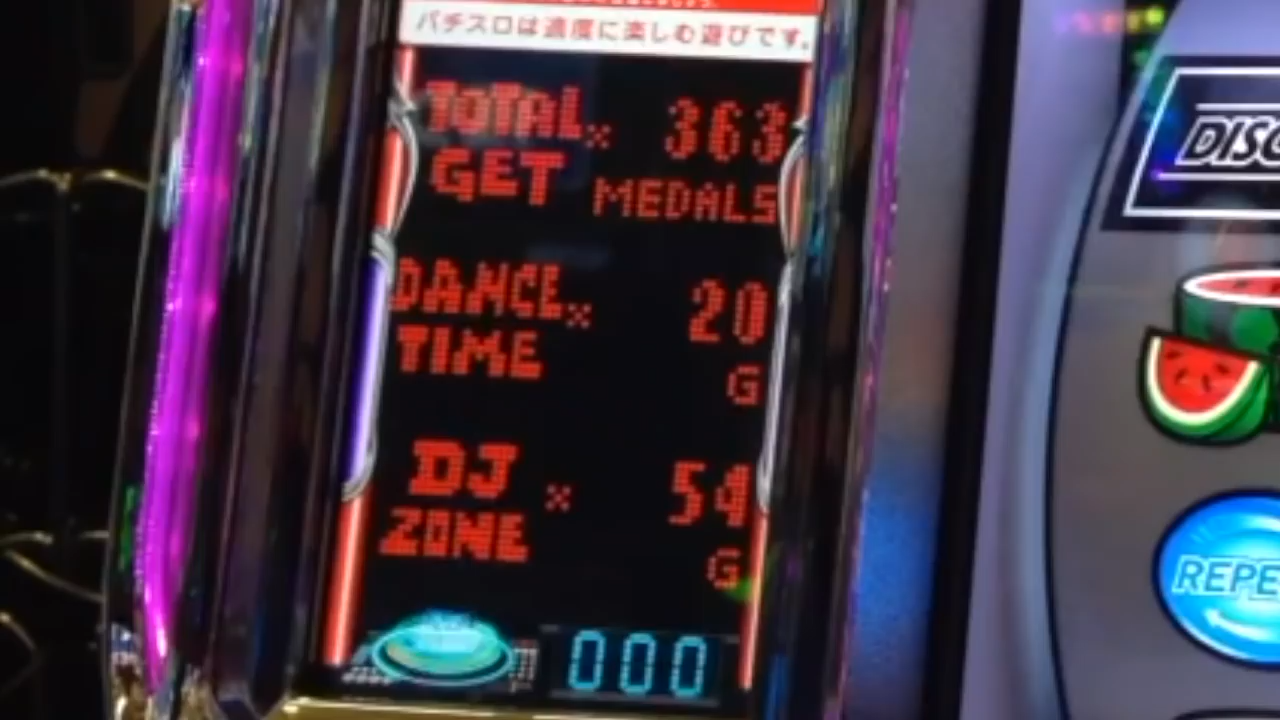 パチスロは適度に楽しむ遊びです。
TOTAL GET × 363 MEDALS
DANCE TIME × 20 G
DJ ZONE × 54 G
000
DISC
REPE